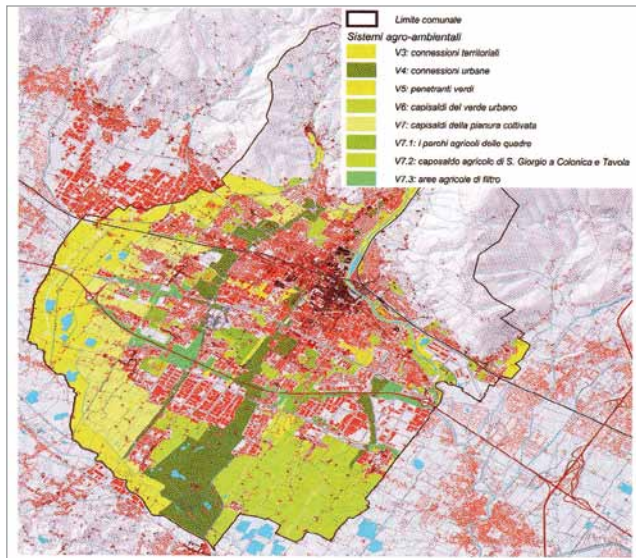 Limite comunale
Sistemi agro-ambientali
V3: connessioni territoriali
V4: connessioni urbane
V5: penetranti verdi
V6: capisaldi del verde urbano
V7: capisaldi della pianura coltivata
V7.1: i parchi agricoli delle quadre
V7.2: caposaldo agricolo di S. Giorgio a Colonica e Tavola
V7.3: aree agricole di filtro